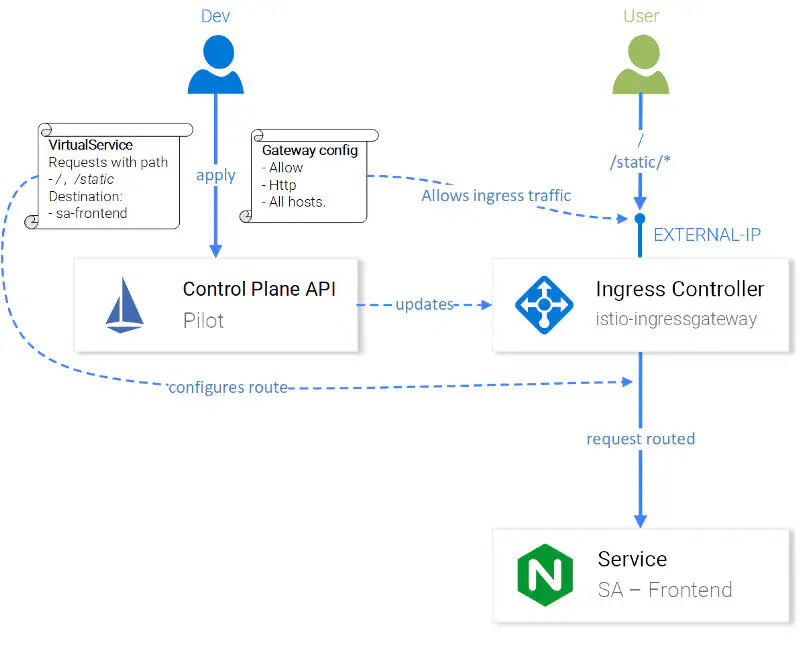 Dev
User
VirtualService
Requests with path
- / , /static
Destination:
- sa-frontend
apply
Gateway config
- Allow
- Http
- All hosts.
Allows ingress traffic
/
/static/*
EXTERNAL-IP
Control Plane API
Pilot
updates
Ingress Controller
istio-ingressgateway
configures route
request routed
N
Service
SA – Frontend